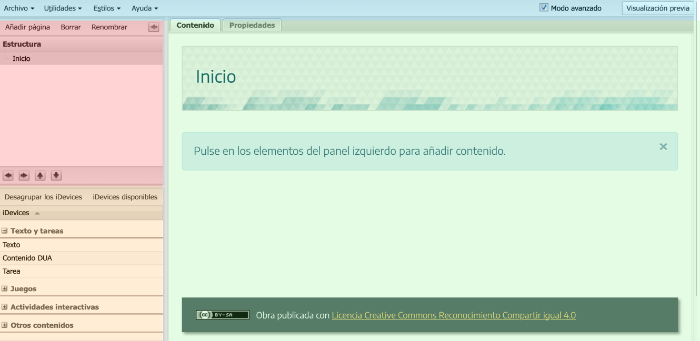 Archivo Utilidades Estilos Ayuda Modo avanzado Visualización previa
Añadir página Borrar Renombrar
Contenido Propiedades
Estructura
Inicio
Inicio
Pulse en los elementos del panel izquierdo para añadir contenido. ×
Desagrupar los iDevices iDevices disponibles
iDevices
Texto y tareas
Texto
Contenido DUA
Tarea
Juegos
Actividades interactivas
Otros contenidos
cc BY-SA Obra publicada con Licencia Creative Commons Reconocimiento Compartir igual 4.0